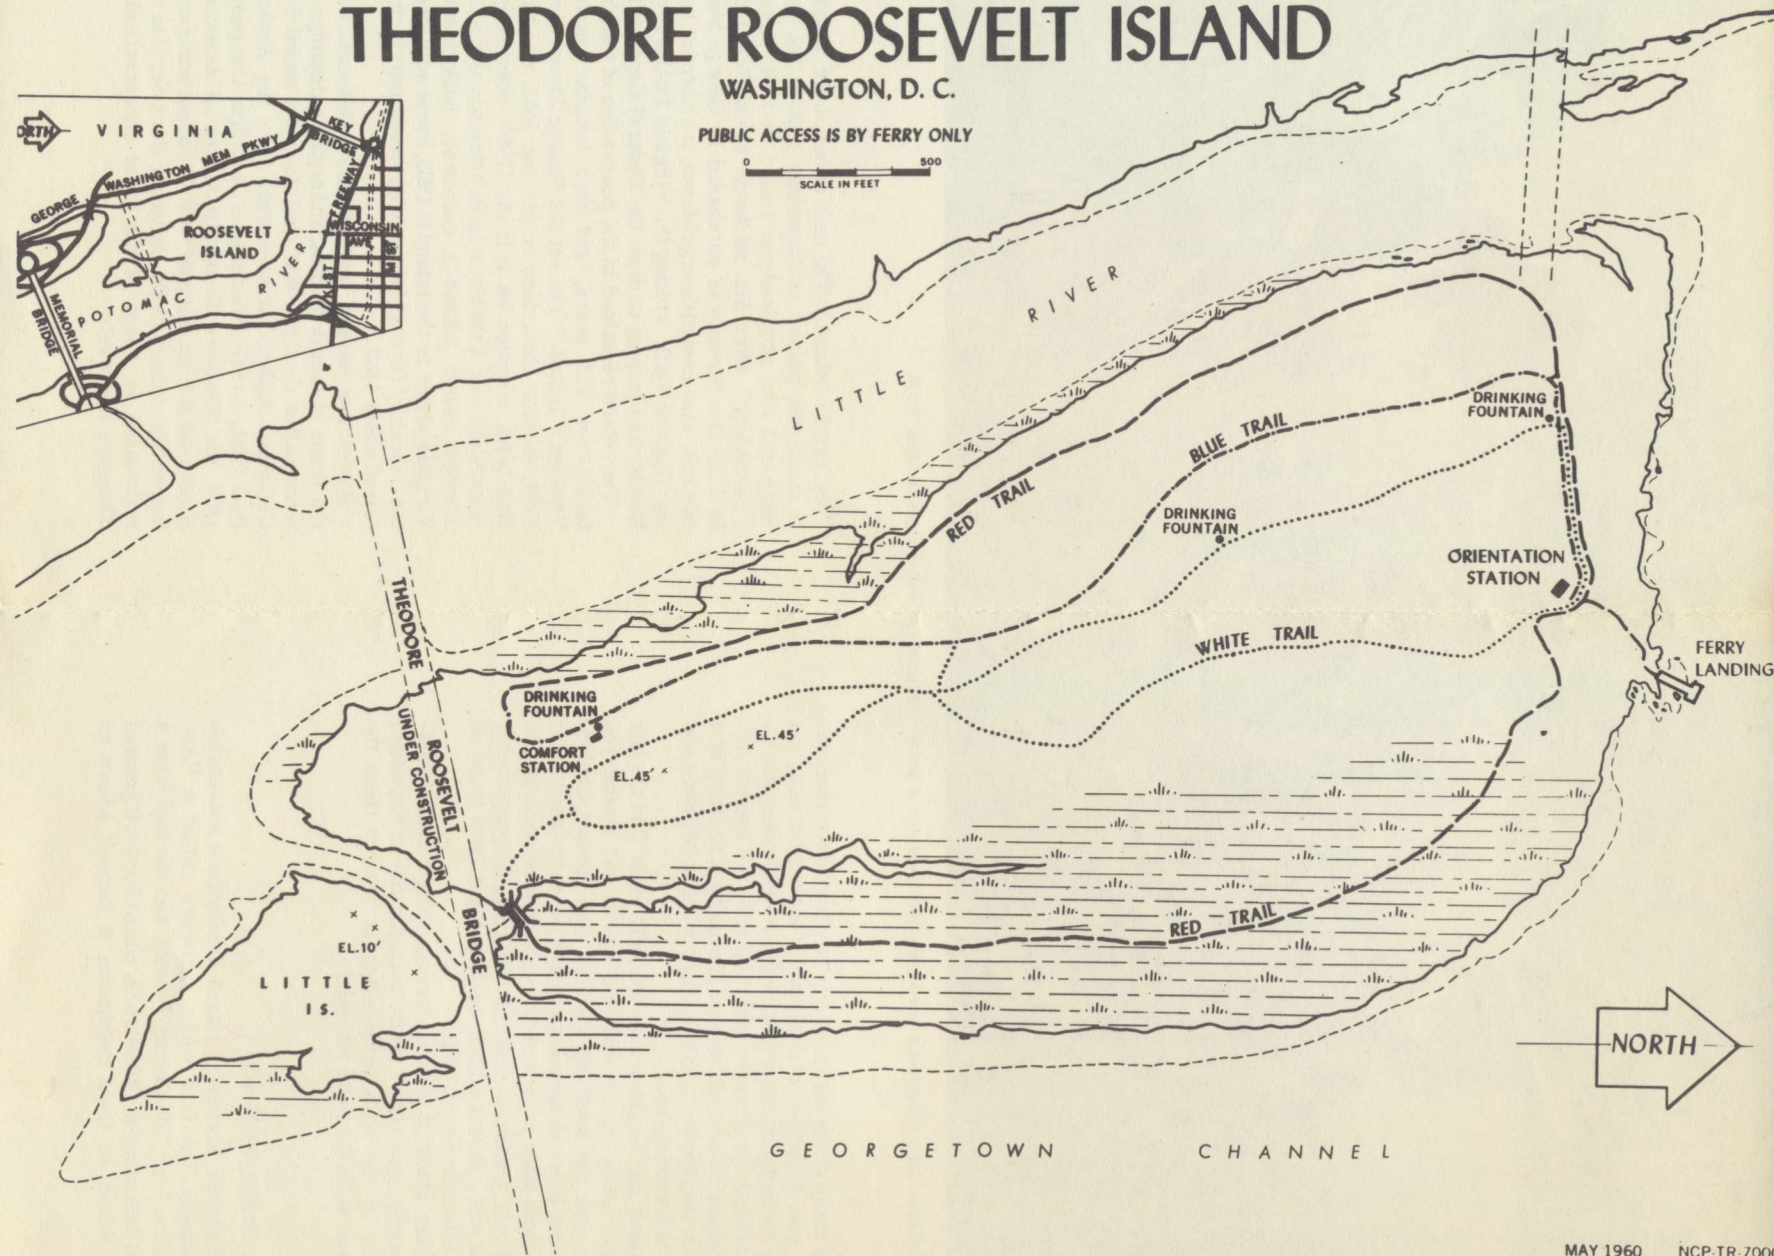 THEODORE ROOSEVELT ISLAND
WASHINGTON, D. C.
PUBLIC ACCESS IS BY FERRY ONLY
0 500
SCALE IN FEET
VIRGINIA
KEY
BRIDGE
GEORGE WASHINGTON MEM PKWY
FREEWAY
ROOSEVELT
ISLAND
WISCONSIN
AVE
M ST
K ST
POTOMAC RIVER
MEMORIAL
BRIDGE
LITTLE RIVER
DRINKING
FOUNTAIN
BLUE TRAIL
RED TRAIL
DRINKING
FOUNTAIN
ORIENTATION
STATION
WHITE TRAIL
FERRY
LANDING
THEODORE ROOSEVELT BRIDGE
UNDER CONSTRUCTION
DRINKING
FOUNTAIN
COMFORT
STATION
EL.45'
EL.45'
RED TRAIL
EL.10'
LITTLE
IS.
NORTH
GEORGETOWN CHANNEL
MAY 1960